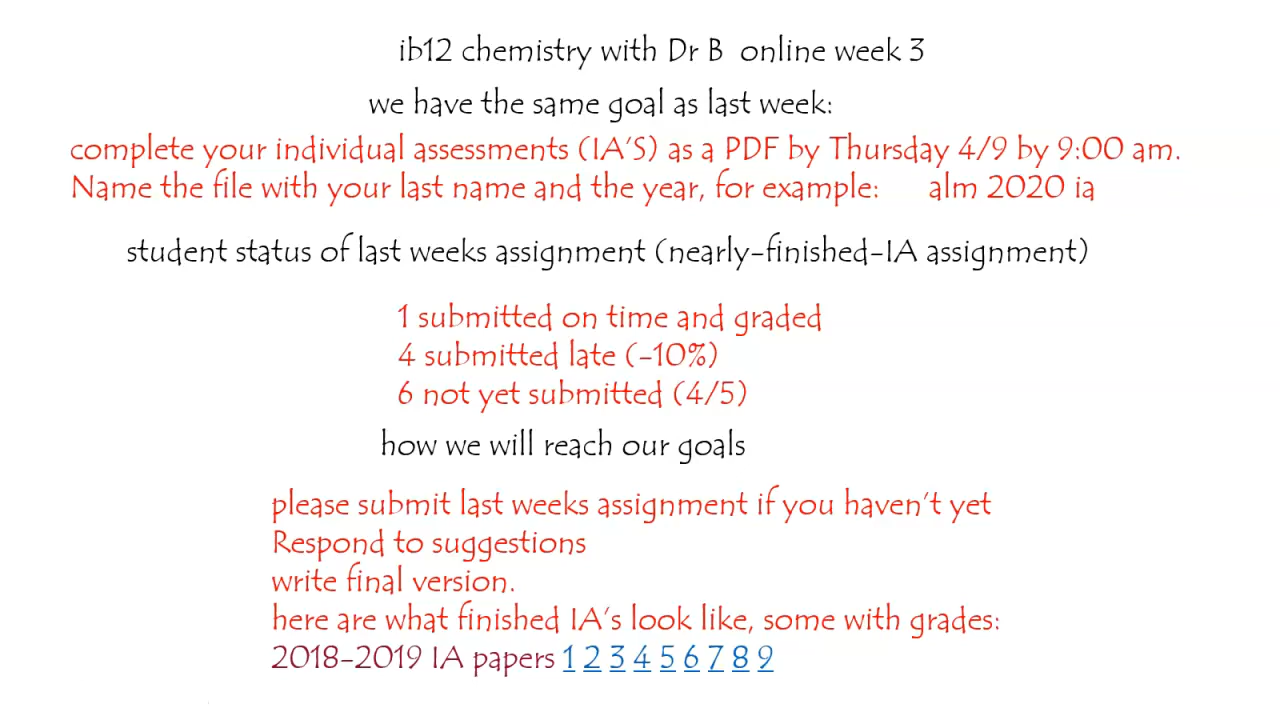 ib12 chemistry with Dr B online week 3
we have the same goal as last week:
complete your individual assessments (IA'S) as a PDF by Thursday 4/9 by 9:00 am.
Name the file with your last name and the year, for example: alm 2020 ia
student status of last weeks assignment (nearly-finished-IA assignment)
1 submitted on time and graded
4 submitted late (-10%)
6 not yet submitted (4/5)
how we will reach our goals
please submit last weeks assignment if you haven't yet
Respond to suggestions
write final version.
here are what finished IA's look like, some with grades:
2018-2019 IA papers 1 2 3 4 5 6 7 8 9